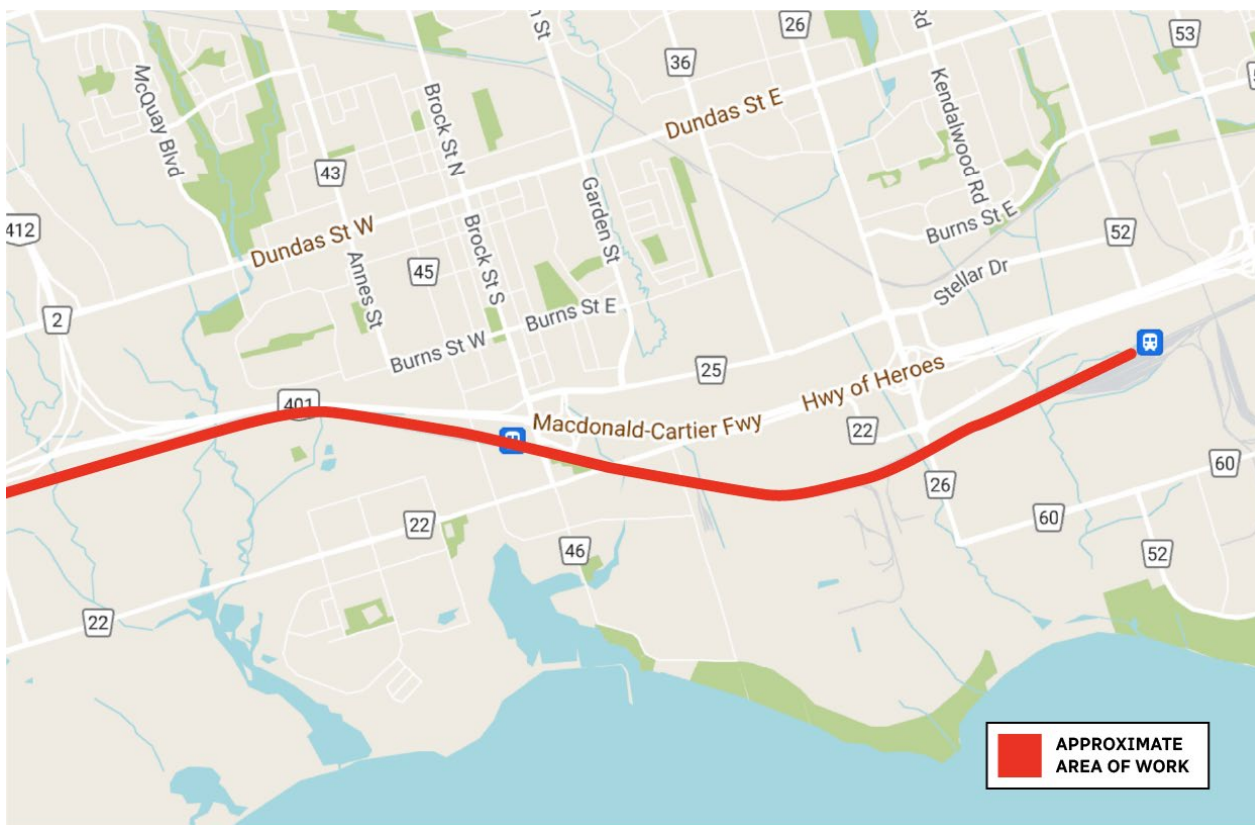 n St
26
Rd
53
36
McQuay Blvd
Brock St N
Kendalwood Rd
Dundas St E
43
Garden St
412
Dundas St W
Brock St S
Burns St E
52
45
Annes St
Stellar Dr
2
Burns St E
Burns St W
25
Hwy of Heroes
401
Macdonald-Cartier Fwy
22
60
26
22
60
46
52
22
APPROXIMATE
AREA OF WORK